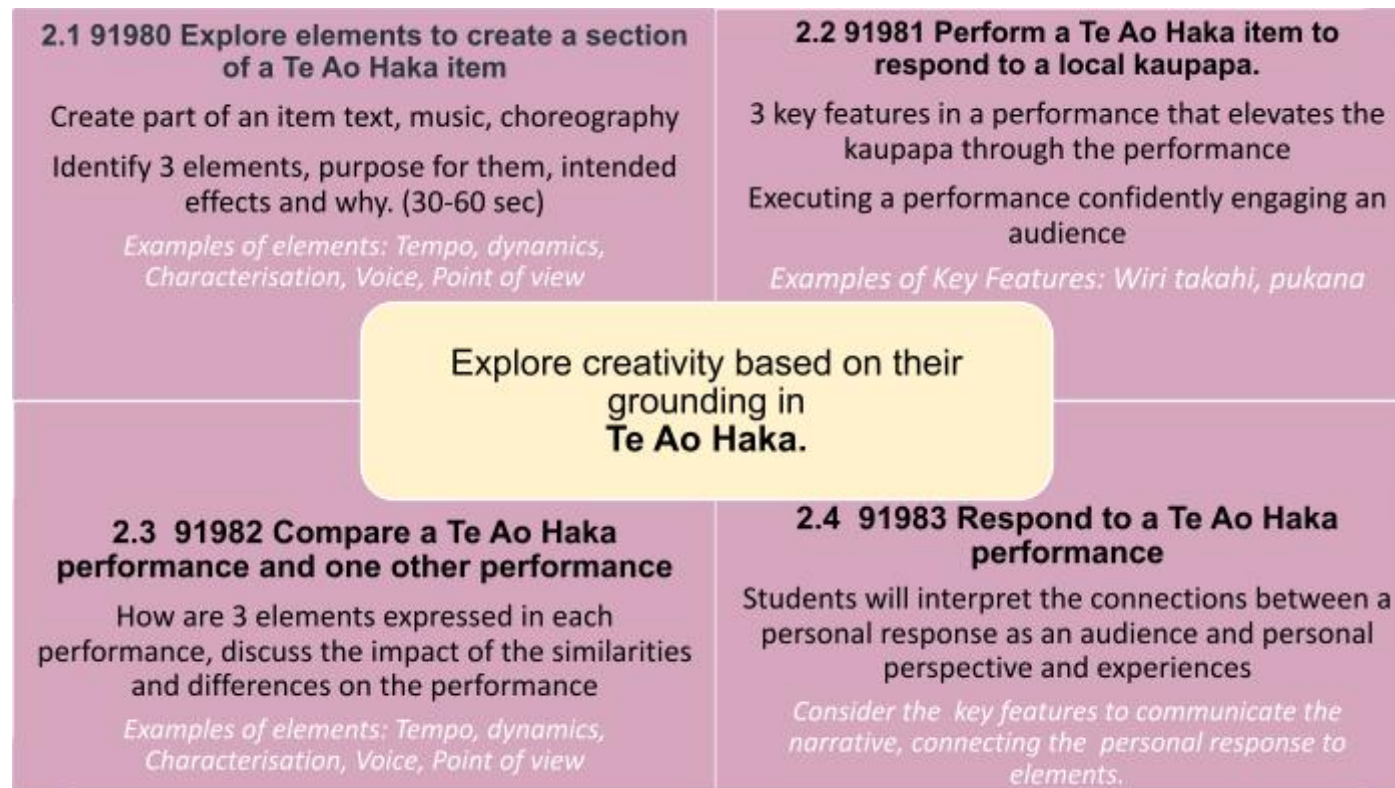 2.1 91980 Explore elements to create a section
of a Te Ao Haka item
Create part of an item text, music, choreography
Identify 3 elements, purpose for them, intended
effects and why. (30-60 sec)
Examples of elements: Tempo, dynamics,
Characterisation, Voice, Point of view
2.2 91981 Perform a Te Ao Haka item to
respond to a local kaupapa.
3 key features in a performance that elevates the
kaupapa through the performance
Executing a performance confidently engaging an
audience
Examples of Key Features: Wiri takahi, pukana
Explore creativity based on their
grounding in
Te Ao Haka.
2.3 91982 Compare a Te Ao Haka
performance and one other performance
How are 3 elements expressed in each
performance, discuss the impact of the similarities
and differences on the performance
Examples of elements: Tempo, dynamics,
Characterisation, Voice, Point of view
2.4 91983 Respond to a Te Ao Haka
performance
Students will interpret the connections between a
personal response as an audience and personal
perspective and experiences
Consider the key features to communicate the
narrative, connecting the personal response to
elements.